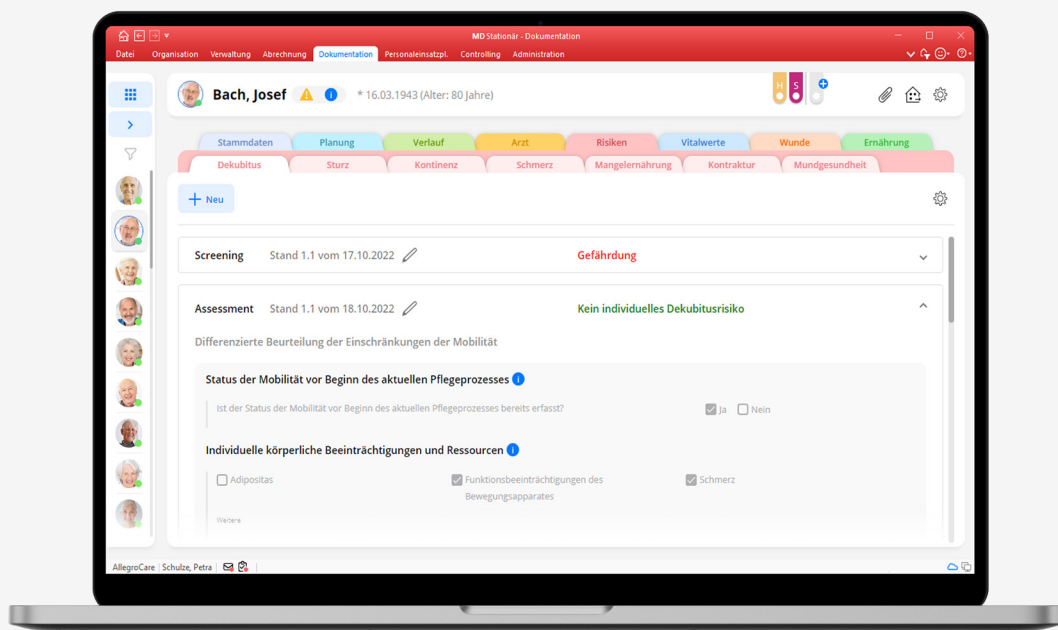 MD Stationär - Dokumentation
Datei Organisation Verwaltung Abrechnung Dokumentation Personaleinsatzpl. Controlling Administration
Bach, Josef * 16.03.1943 (Alter: 80 Jahre)
H S
Stammdaten Planung Verlauf Arzt Risiken Vitalwerte Wunde Ernährung
Dekubitus Sturz Kontinenz Schmerz Mangelernährung Kontraktur Mundgesundheit
Neu
Screening Stand 1.1 vom 17.10.2022 Gefährdung
Assessment Stand 1.1 vom 18.10.2022 Kein individuelles Dekubitusrisiko
Differenzierte Beurteilung der Einschränkungen der Mobilität
Status der Mobilität vor Beginn des aktuellen Pflegeprozesses
Ist der Status der Mobilität vor Beginn des aktuellen Pflegeprozesses bereits erfasst? Ja Nein
Individuelle körperliche Beeinträchtigungen und Ressourcen
Adipositas Funktionsbeeinträchtigungen des Schmerz
Bewegungsapparates
Weitere
AllegroCare Schulze, Petra